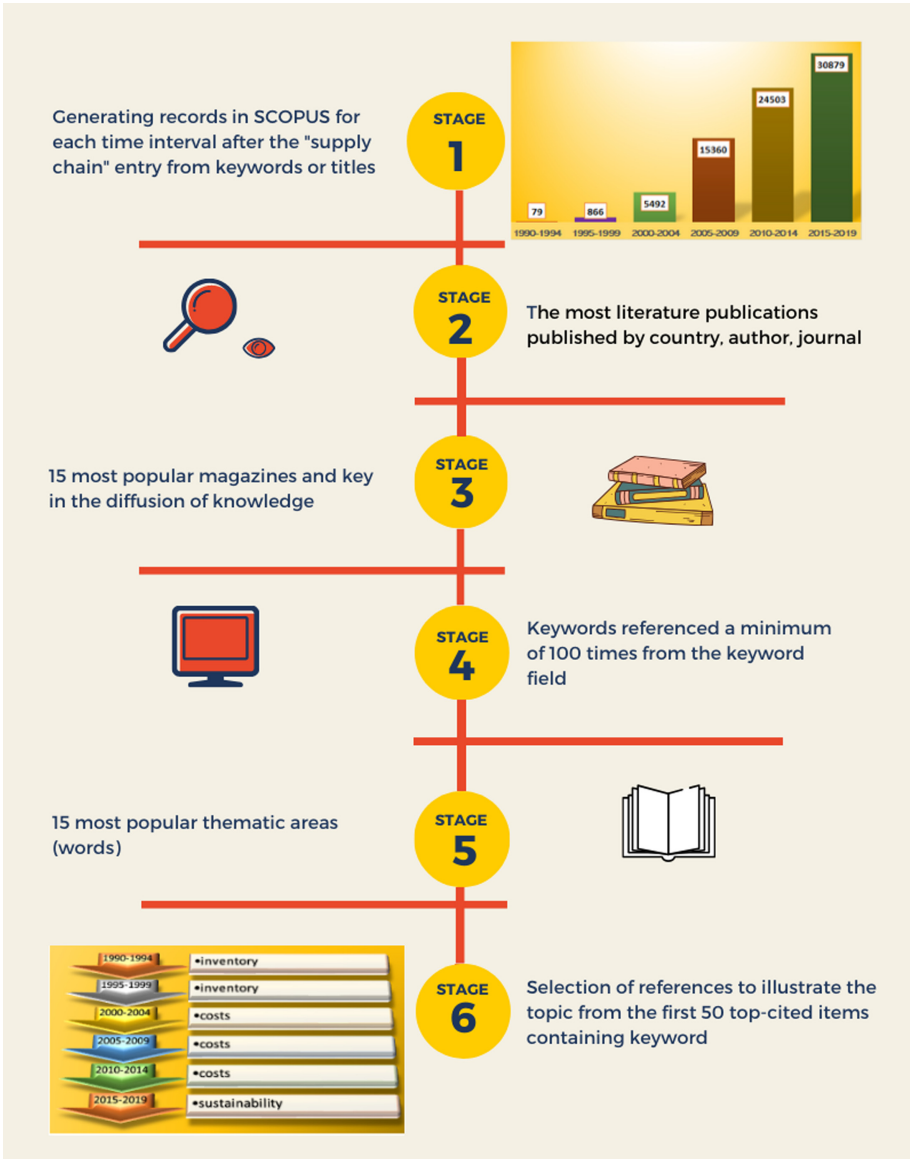 Generating records in SCOPUS for
each time interval after the "supply
chain" entry from keywords or titles
STAGE
1
30879
24503
15360
5492
866
79
1990-1994 1995-1999 2000-2004 2005-2009 2010-2014 2015-2019
STAGE
2
The most literature publications
published by country, author, journal
15 most popular magazines and key
in the diffusion of knowledge
STAGE
3
STAGE
4
Keywords referenced a minimum
of 100 times from the keyword
field
15 most popular thematic areas
(words)
STAGE
5
1990-1994 •inventory
1995-1999 •inventory
2000-2004 •costs
2005-2009 •costs
2010-2014 •costs
2015-2019 •sustainability
STAGE
6
Selection of references to illustrate the
topic from the first 50 top-cited items
containing keyword